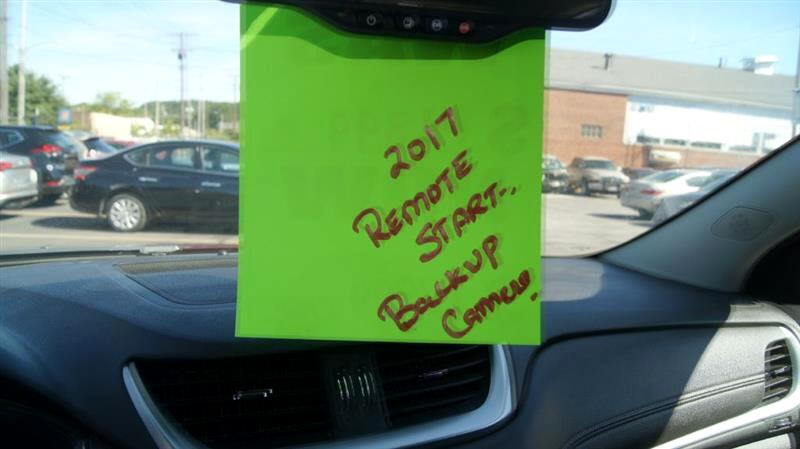 2017
REMOTE
START..
Backup
Camera!